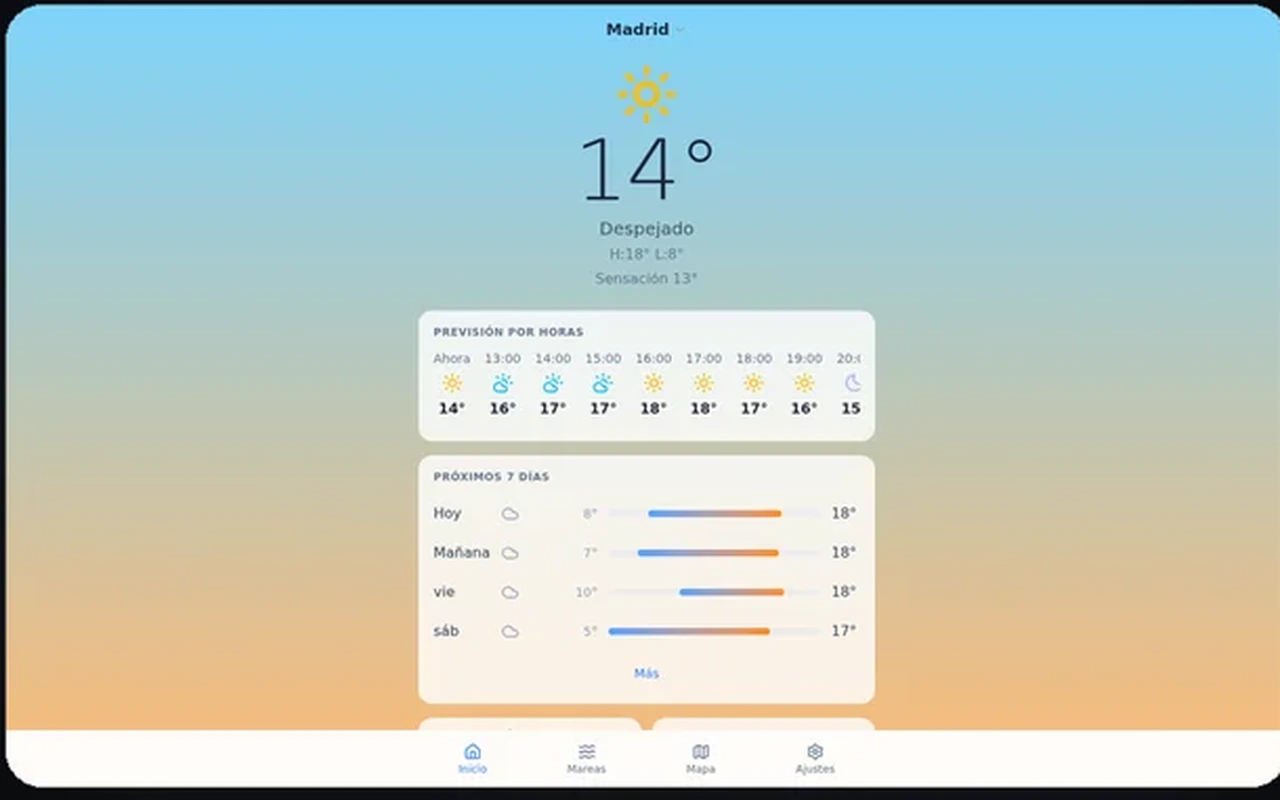 Madrid
14°
Despejado
H:18° L:8°
Sensación 13°
PREVISIÓN POR HORAS
Ahora 13:00 14:00 15:00 16:00 17:00 18:00 19:00
14° 16° 17° 17° 18° 18° 17° 16° 15
PRÓXIMOS 7 DÍAS
Hoy 8° 18°
Mañana 7° 18°
vie 10° 18°
sáb 5° 17°
Más
Inicio Mareas Mapa Ajustes